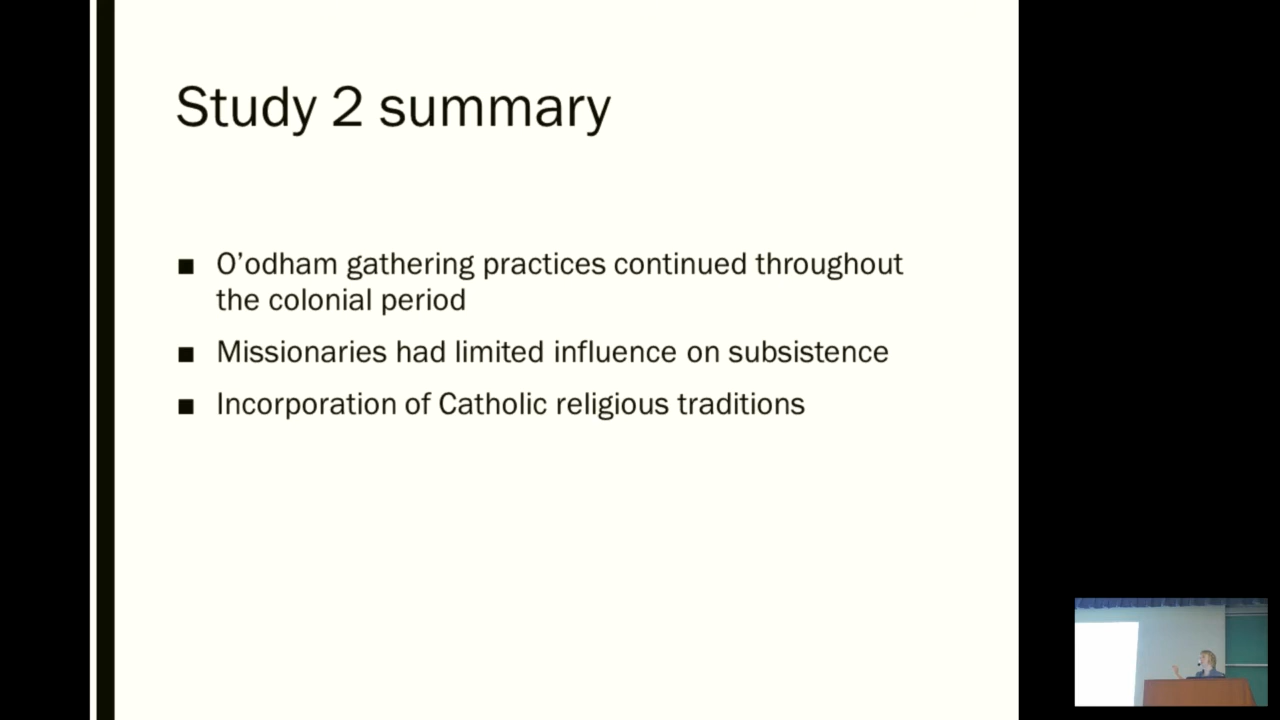 Study 2 summary
■ O’odham gathering practices continued throughout
the colonial period
■ Missionaries had limited influence on subsistence
■ Incorporation of Catholic religious traditions